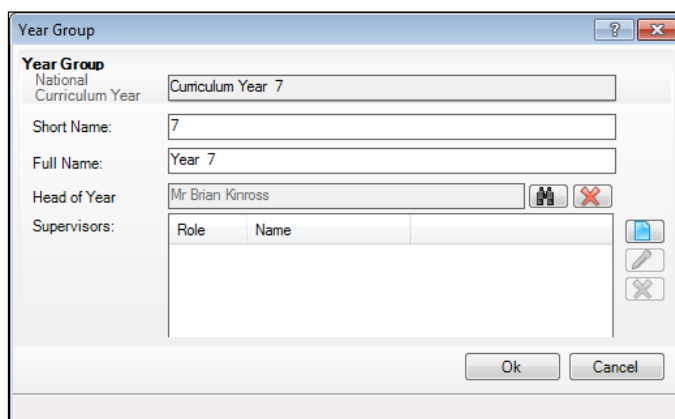 Year Group
?
Year Group
National
Curriculum Year
Curriculum Year 7
Short Name:
7
Full Name:
Year 7
Head of Year
Mr Brian Kinross
Supervisors:
Role Name
Ok Cancel